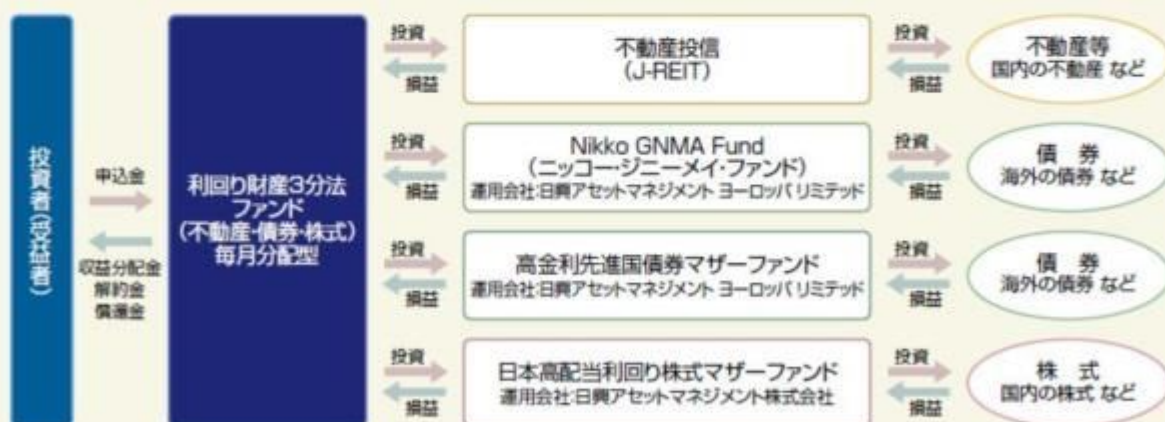 投資者(受益者)
申込金
収益分配金
解約金
償還金
利回り財産3分法
ファンド
(不動産・債券・株式)
毎月分配型
投資
損益
不動産投信
(J-REIT)
投資
損益
不動産等
国内の不動産 など
投資
損益
Nikko GNMA Fund
(ニッコー・ジニーメイ・ファンド)
運用会社:日興アセットマネジメント ヨーロッパ リミテッド
投資
損益
債 券
海外の債券 など
投資
損益
高金利先進国債券マザーファンド
運用会社:日興アセットマネジメント ヨーロッパ リミテッド
投資
損益
債 券
海外の債券 など
投資
損益
日本高配当利回り株式マザーファンド
運用会社:日興アセットマネジメント株式会社
投資
損益
株 式
国内の株式 など